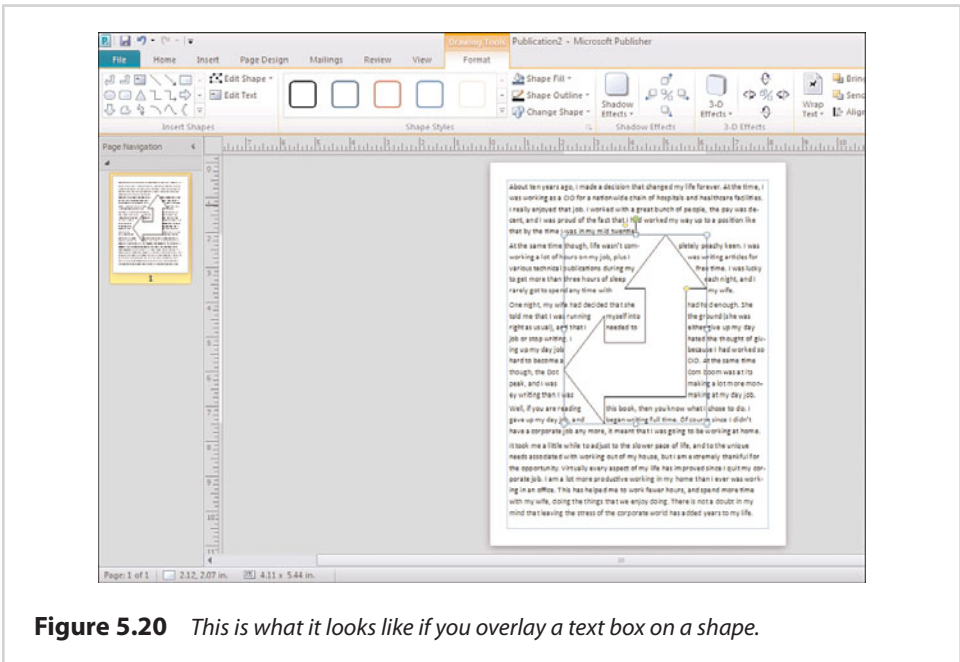 Drawing Tools Publication2 - Microsoft Publisher
File Home Insert Page Design Mailings Review View Format
Edit Shape
Edit Text
Shape Fill
Shape Outline
Change Shape
Shadow
Effects
3-D
Effects
Wrap
Text
Brin
Send
Align
Insert Shapes Shape Styles Shadow Effects 3-D Effects
Page Navigation
1
About ten years ago, I made a decision that changed my life forever. At the time, I
was working as a CIO for a nationwide chain of hospitals and healthcare facilities.
I really enjoyed that job. I worked with a great bunch of people, the pay was de-
cent, and I was proud of the fact that I had worked my way up to a position like
that by the time I was in my mid twenties.
At the same time though, life wasn't com- pletely peachy keen. I was
working a lot of hours on my job, plus I was writing articles for
various technical publications during my free time. I was lucky
to get more than three hours of sleep each night, and I
rarely got to spend any time with my wife.
One night, my wife had decided that she had had enough. She
told me that I was running myself into the ground (she was
right as usual), and that I needed to either give up my day
job or stop writing. I hated the thought of giv-
ing up my day job because I had worked so
hard to become a CIO. At the same time
though, the Dot Com boom was at its
peak, and I was making a lot more mon-
ey writing than I was making at my day job.
Well, if you are reading this book, then you know what I chose to do. I
gave up my day job, and began writing full time. Of course since I didn't
have a corporate job any more, it meant that I was going to be working at home.
It took me a little while to adjust to the slower pace of life, and to the unique
needs associated with working out of my house, but I am extremely thankful for
the opportunity. Virtually every aspect of my life has improved since I quit my cor-
porate job. I am a lot more productive working in my home than I ever was work-
ing in an office. This has helped me to work fewer hours, and spend more time
with my wife, doing the things that we enjoy doing. There is not a doubt in my
mind that leaving the stress of the corporate world has added years to my life.
Page: 1 of 1 2.12, 2.07 in. 4.11 x 5.44 in.
Figure 5.20 This is what it looks like if you overlay a text box on a shape.